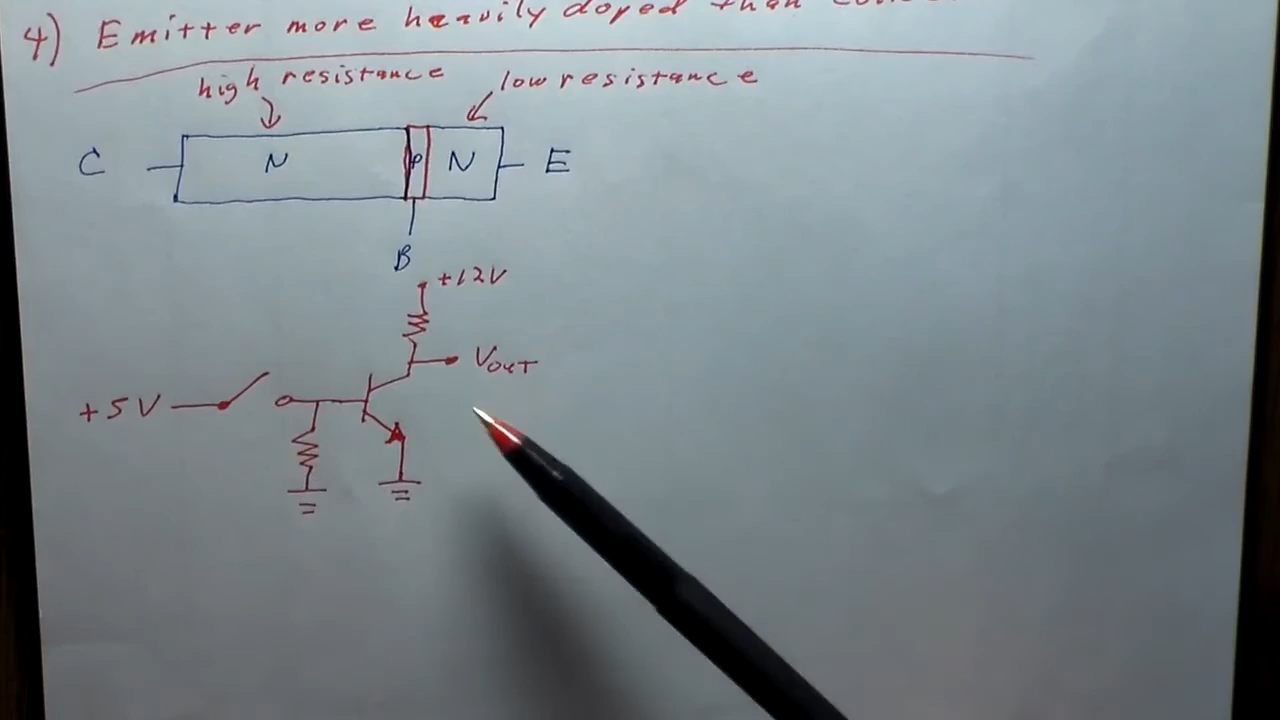 4) Emitter more heavily doped than
high resistance
low resistance
C N P N E
B
+12V
Vout
+5V